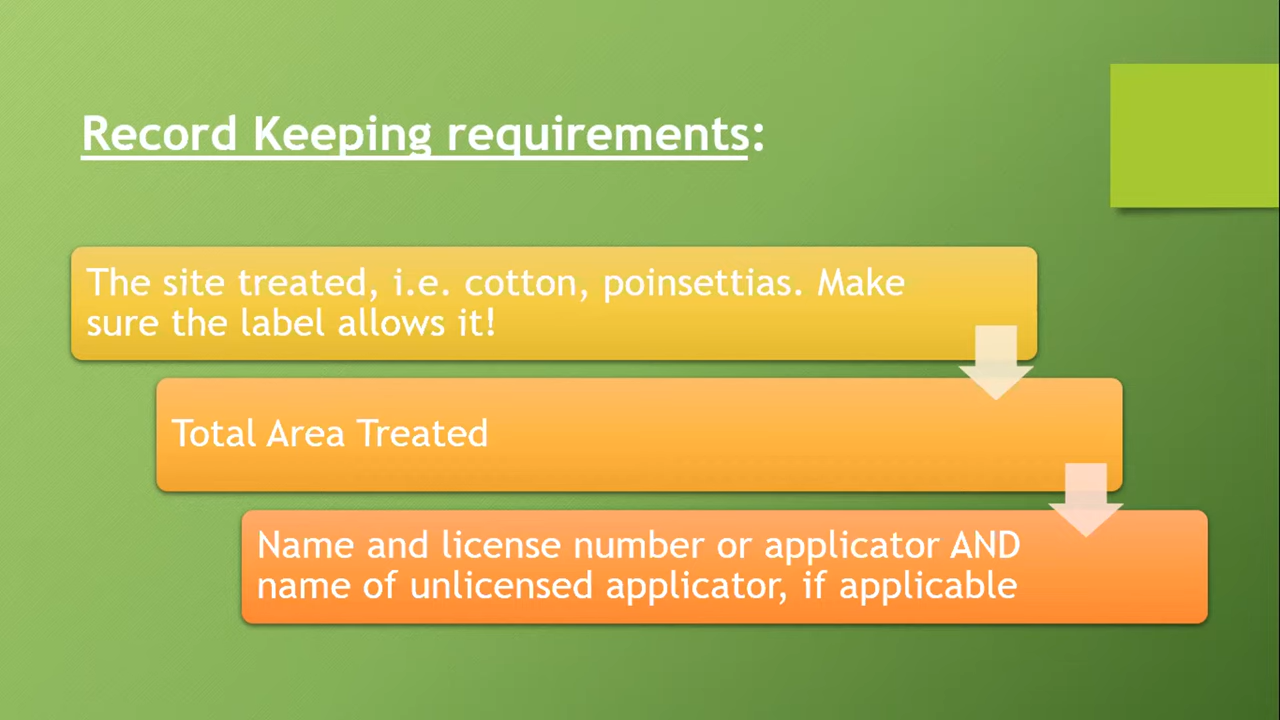 Record Keeping requirements:
The site treated, i.e. cotton, poinsettias. Make
sure the label allows it!
Total Area Treated
Name and license number or applicator AND
name of unlicensed applicator, if applicable